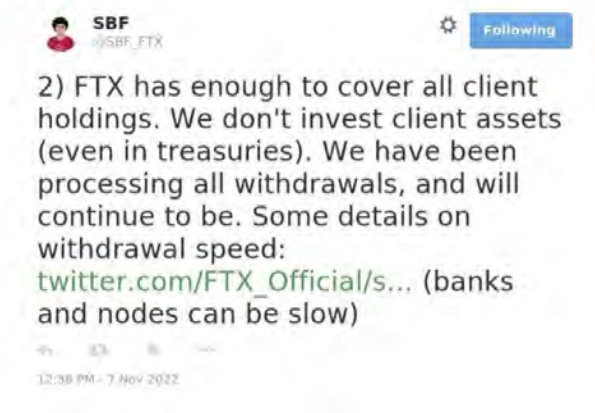 SBF
@SBF_FTX
Following
2) FTX has enough to cover all client
holdings. We don't invest client assets
(even in treasuries). We have been
processing all withdrawals, and will
continue to be. Some details on
withdrawal speed:
twitter.com/FTX_Official/s... (banks
and nodes can be slow)
12:38 PM - 7 Nov 2022